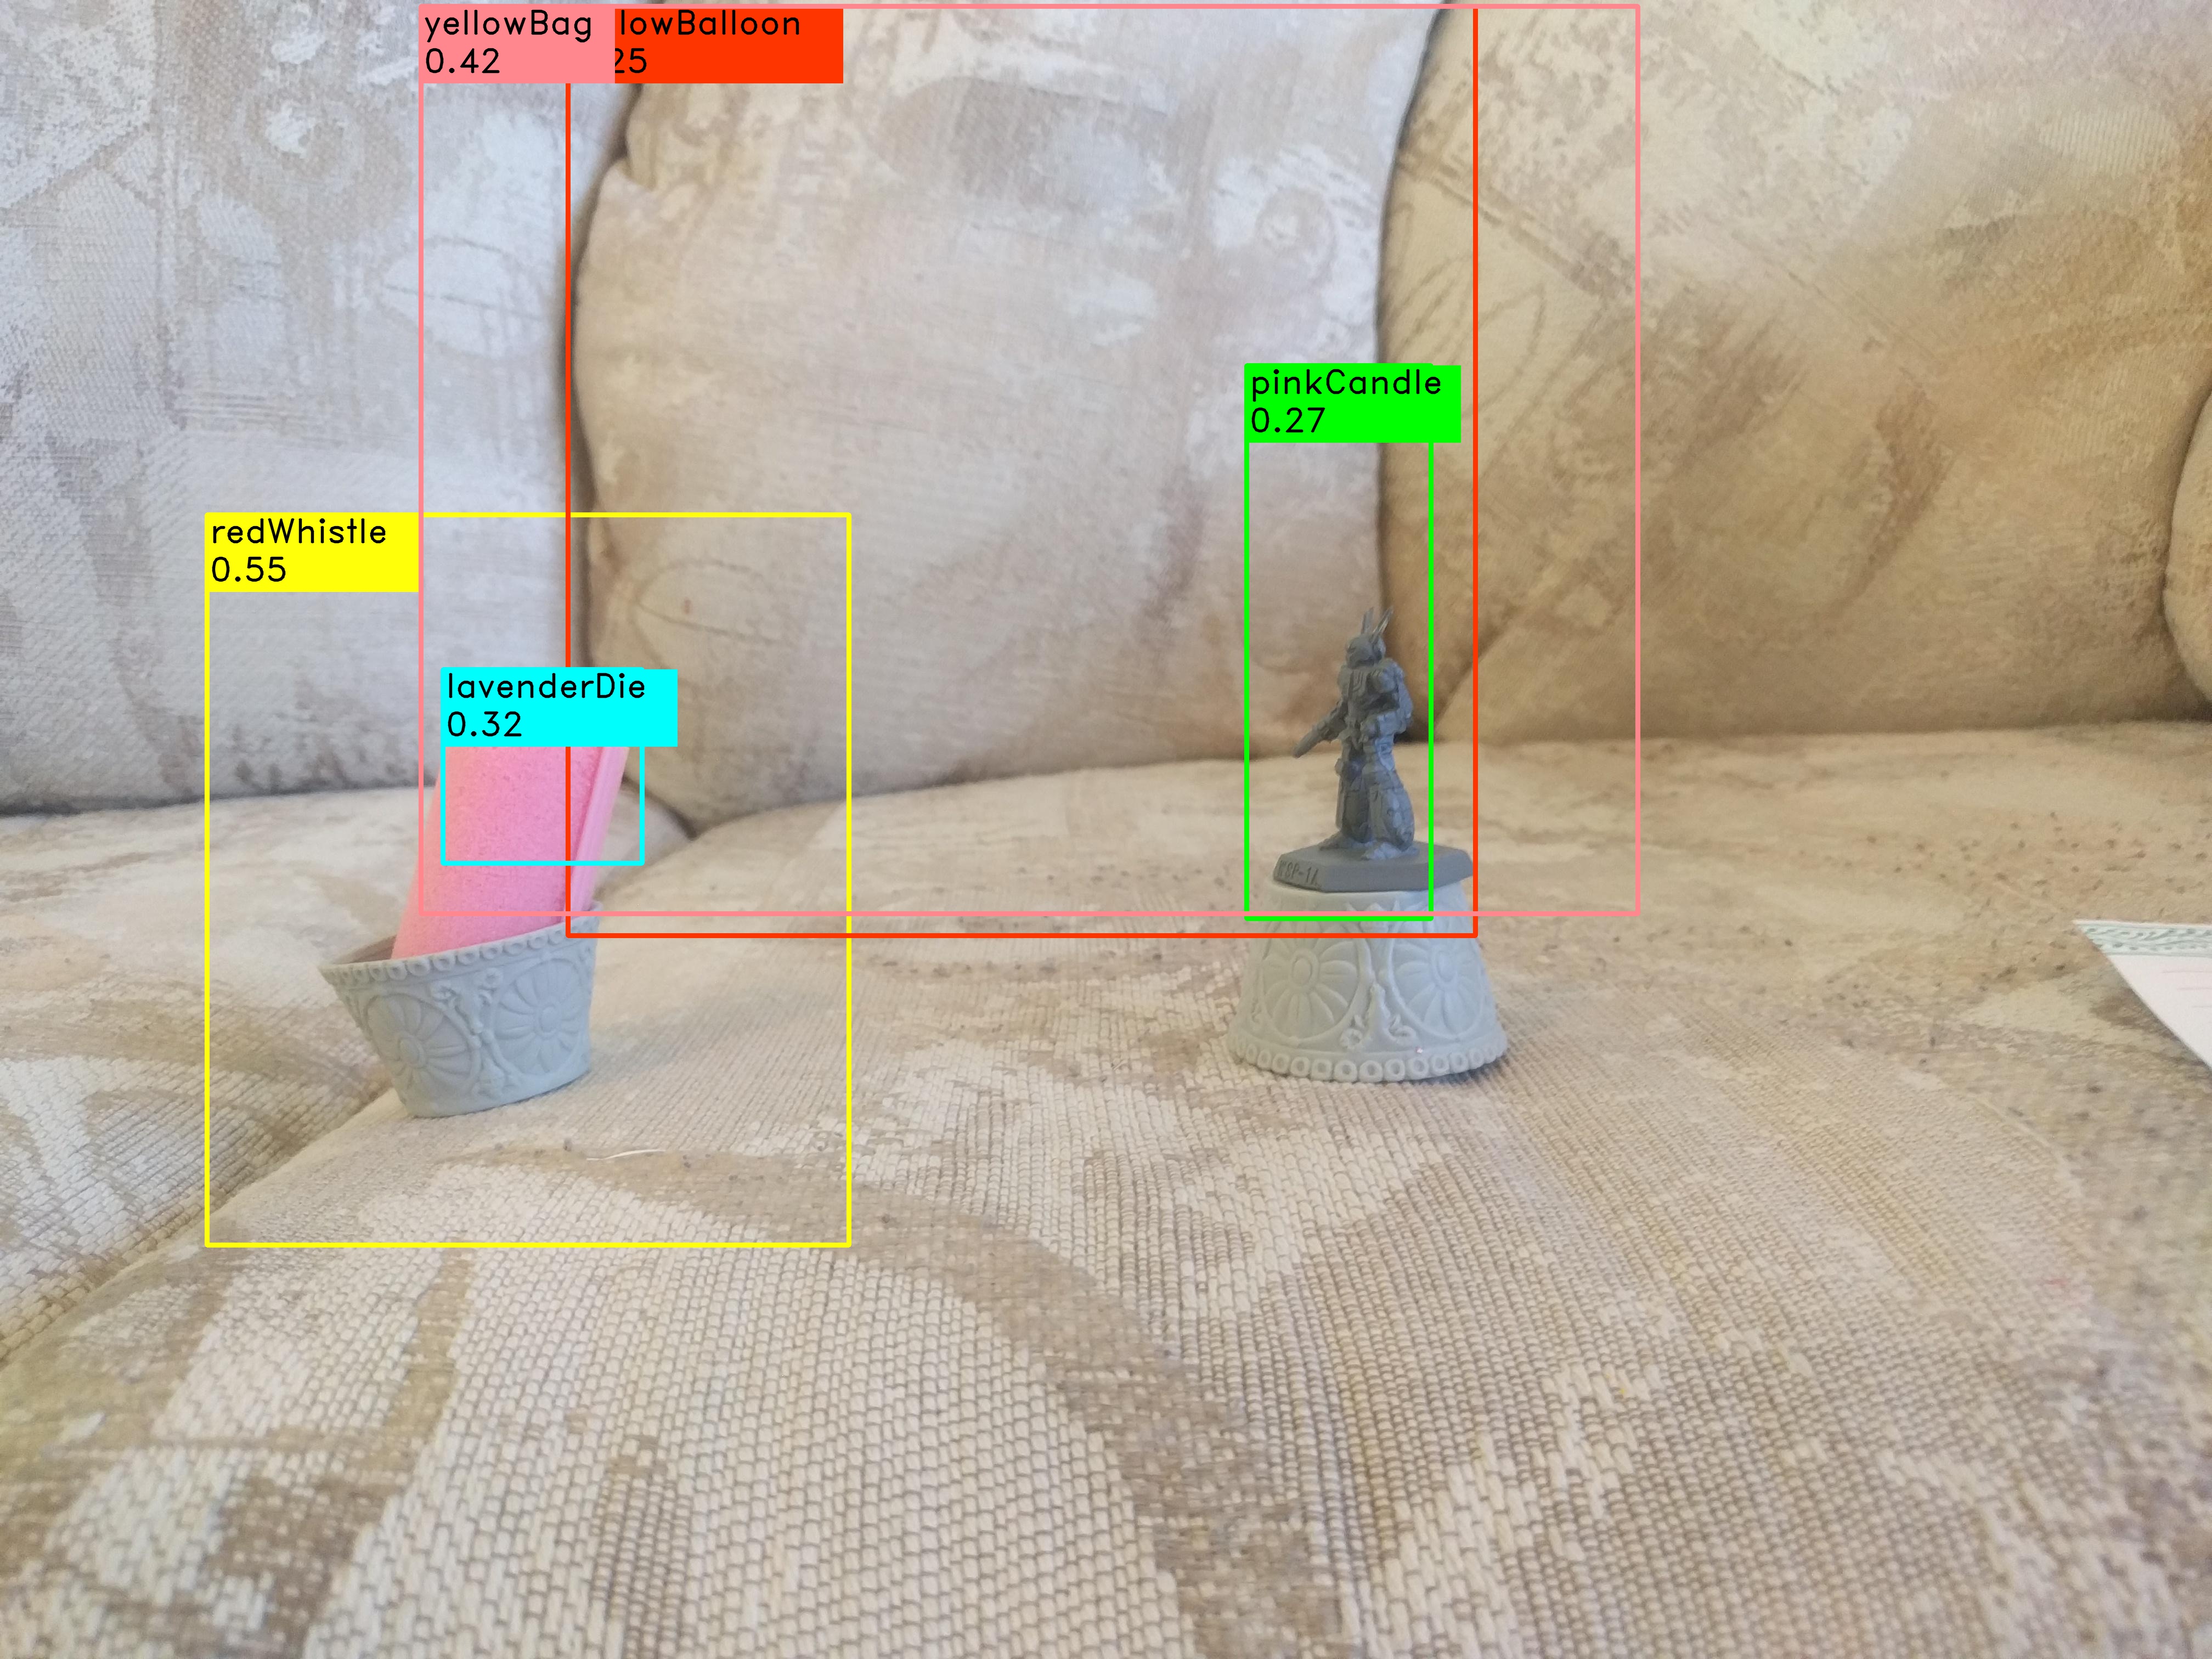 yellowBag
0.42
lowBalloon
25
pinkCandle
0.27
redWhistle
0.55
lavenderDie
0.32